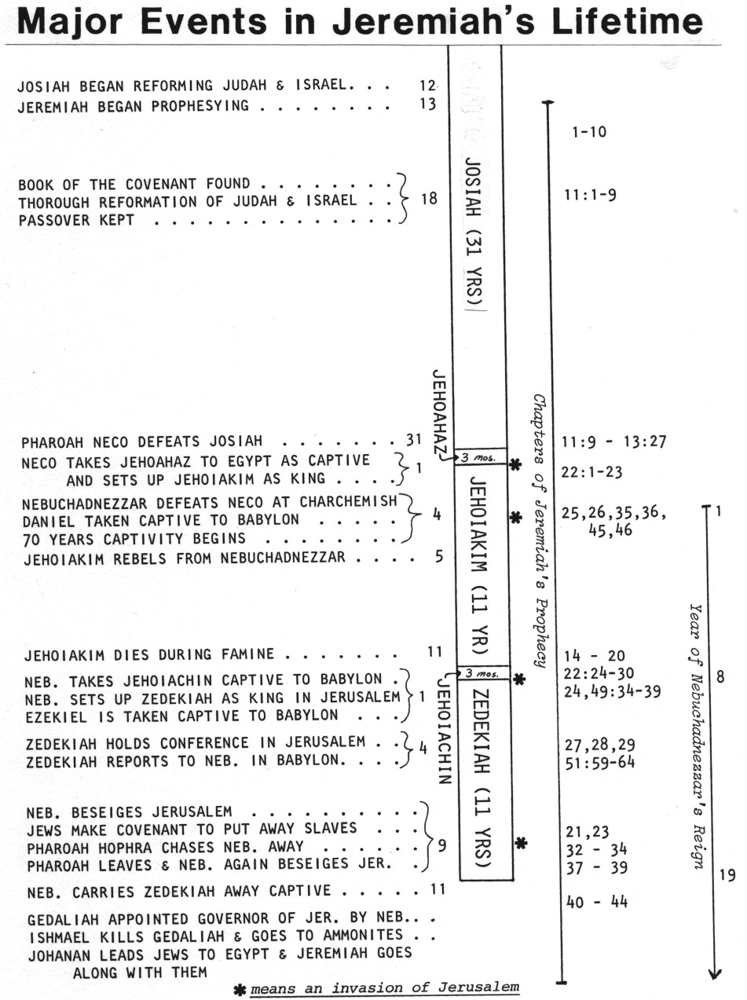 Major Events in Jeremiah's Lifetime
JOSIAH BEGAN REFORMING JUDAH & ISRAEL. . . 12
JEREMIAH BEGAN PROPHESYING . . . . . . . . 13
1-10
BOOK OF THE COVENANT FOUND . . . . . . . .
THOROUGH REFORMATION OF JUDAH & ISRAEL . . 18 11:1-9
PASSOVER KEPT . . . . . . . . . . . . . .
JOSIAH (31 YRS)
JEHOAHAZ
PHAROAH NECO DEFEATS JOSIAH . . . . . . . 31 11:9 - 13:27
3 mos.
NECO TAKES JEHOAHAZ TO EGYPT AS CAPTIVE
AND SETS UP JEHOIAKIM AS KING . . . . 1 * 22:1-23
Chapters of Jeremiah's Prophecy
NEBUCHADNEZZAR DEFEATS NECO AT CHARCHEMISH
DANIEL TAKEN CAPTIVE TO BABYLON . . . . . 4 * 25,26,35,36, 1
70 YEARS CAPTIVITY BEGINS . . . . . . . . 45,46
JEHOIAKIM REBELS FROM NEBUCHADNEZZAR . . . . 5
JEHOIAKIM (11 YR)
Year of Nebuchadnezzar's Reign
JEHOIAKIM DIES DURING FAMINE . . . . . . . 11 14 - 20
3 mos.
JEHOIACHIN
NEB. TAKES JEHOIACHIN CAPTIVE TO BABYLON . * 22:24-30 8
NEB. SETS UP ZEDEKIAH AS KING IN JERUSALEM 1 24,49:34-39
EZEKIEL IS TAKEN CAPTIVE TO BABYLON . . .
ZEDEKIAH (11 YRS)
ZEDEKIAH HOLDS CONFERENCE IN JERUSALEM . . 4 27,28,29
ZEDEKIAH REPORTS TO NEB. IN BABYLON. . . . 51:59-64
NEB. BESEIGES JERUSALEM . . . . . . . . . .
JEWS MAKE COVENANT TO PUT AWAY SLAVES . . . 21,23
PHAROAH HOPHRA CHASES NEB. AWAY . . . . . . 9 * 32 - 34
PHAROAH LEAVES & NEB. AGAIN BESEIGES JER. . 37 - 39
19
NEB. CARRIES ZEDEKIAH AWAY CAPTIVE . . . . . 11
40 - 44
GEDALIAH APPOINTED GOVERNOR OF JER. BY NEB.. .
ISHMAEL KILLS GEDALIAH & GOES TO AMMONITES . .
JOHANAN LEADS JEWS TO EGYPT & JEREMIAH GOES
ALONG WITH THEM
* means an invasion of Jerusalem